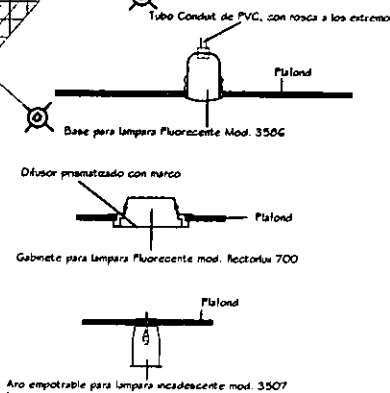 Tubo Conduit de PVC, con rosca a los extremo
Plafond
Base para lampara Fluorecente Mod. 3586
Difusor prismatizado con marco
Plafond
Gabinete para lampara Fluorecente mod. Rectorlux 700
Plafond
Aro empotrable para lampara incadescente mod. 3507